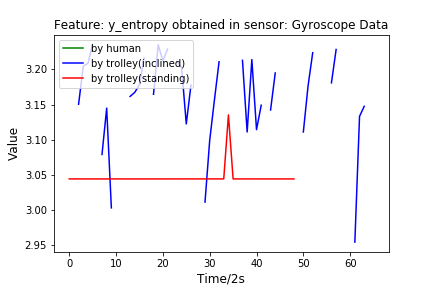 Feature: y_entropy obtained in sensor: Gyroscope Data
by human
by trolley(inclined)
by trolley(standing)
Value
3.20
3.15
3.10
3.05
3.00
2.95
0 10 20 30 40 50 60
Time/2s